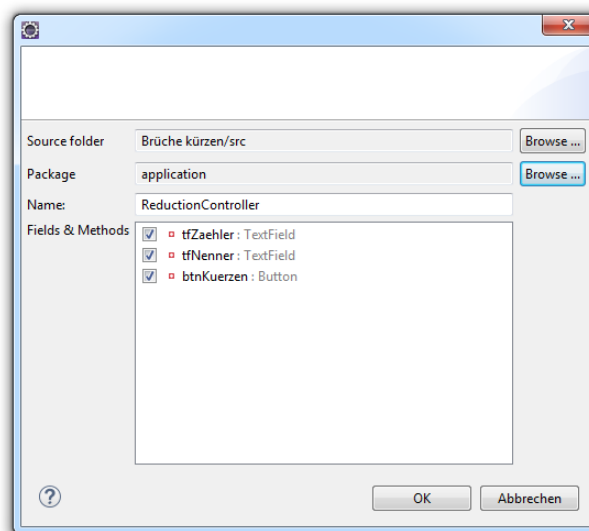 Source folder Brüche kürzen/src Browse ...
Package application Browse ...
Name: ReductionController
Fields & Methods tfZaehler : TextField
tfNenner : TextField
btnKuerzen : Button
? OK Abbrechen